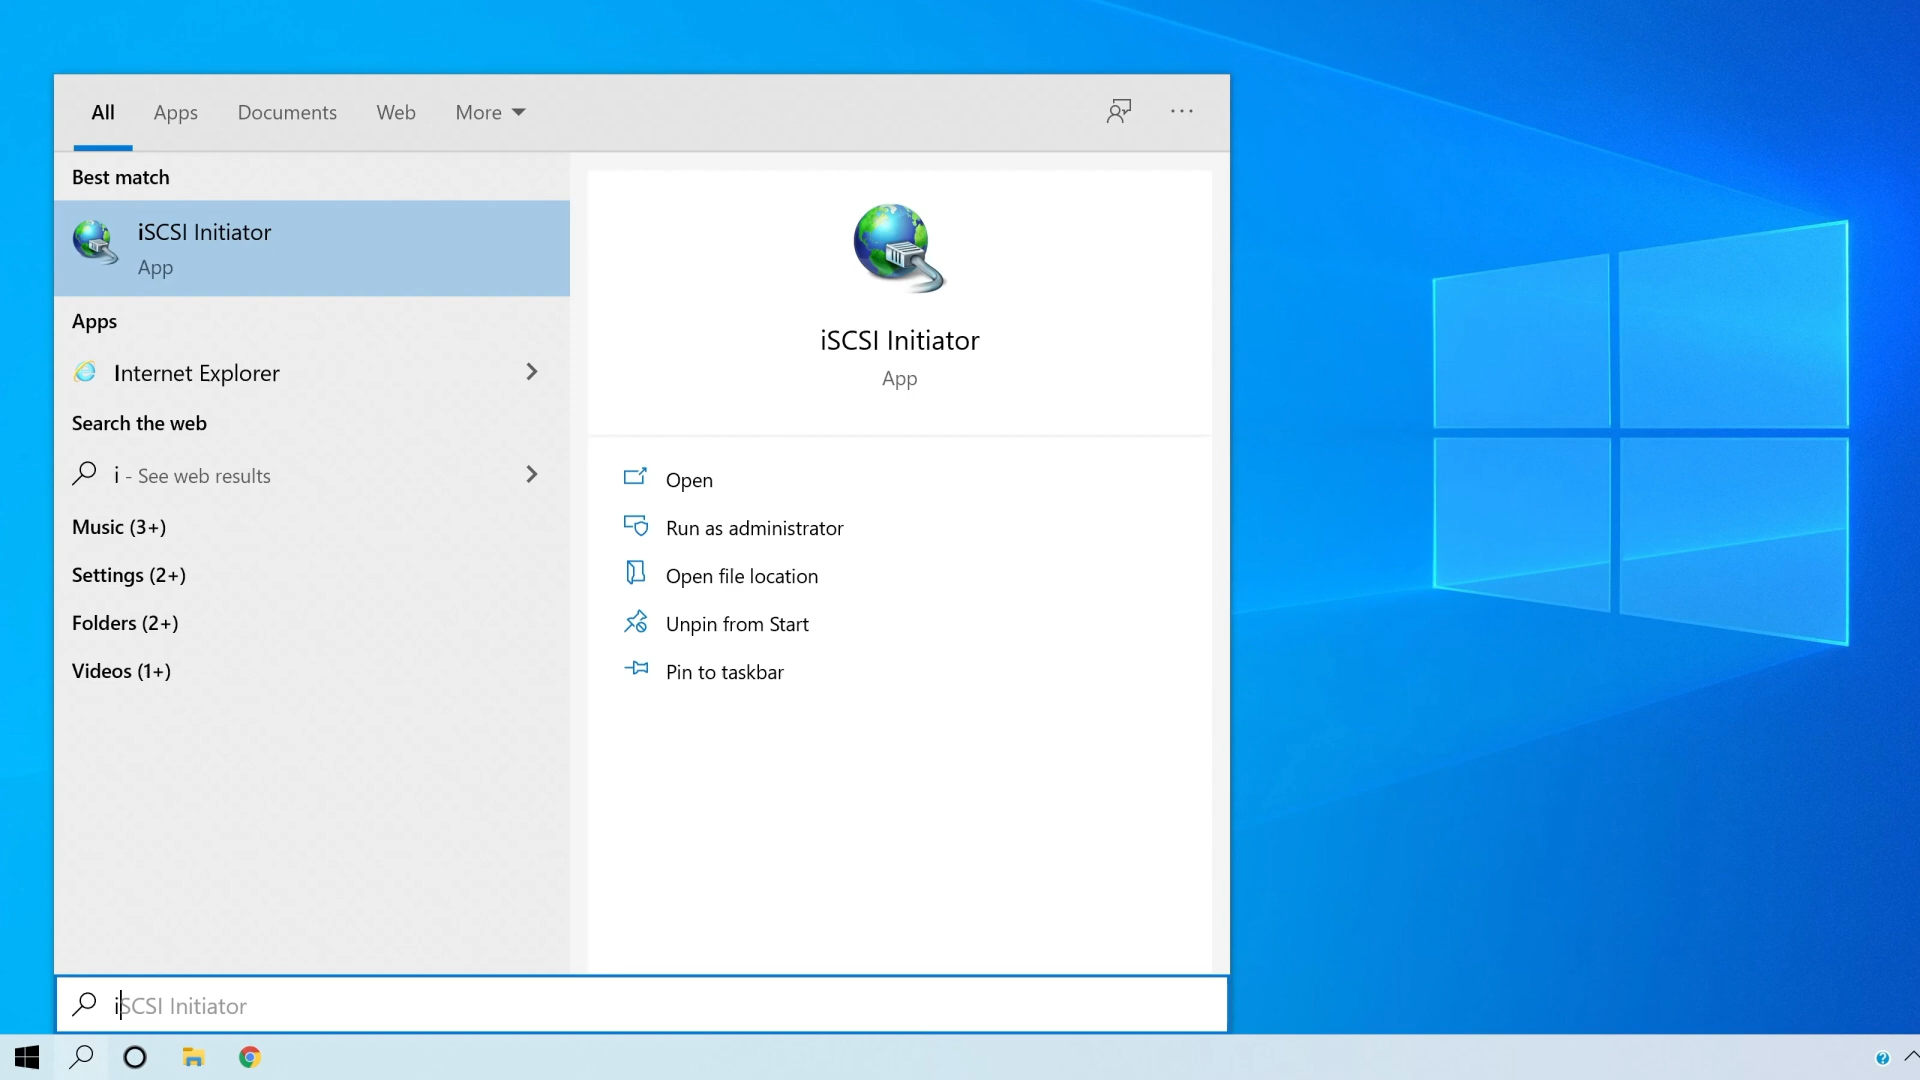 All Apps Documents Web More
Best match
iSCSI Initiator
App
Apps
Internet Explorer
Search the web
i - See web results
Music (3+)
Settings (2+)
Folders (2+)
Videos (1+)
iSCSI Initiator
App
Open
Run as administrator
Open file location
Unpin from Start
Pin to taskbar
iSCSI Initiator